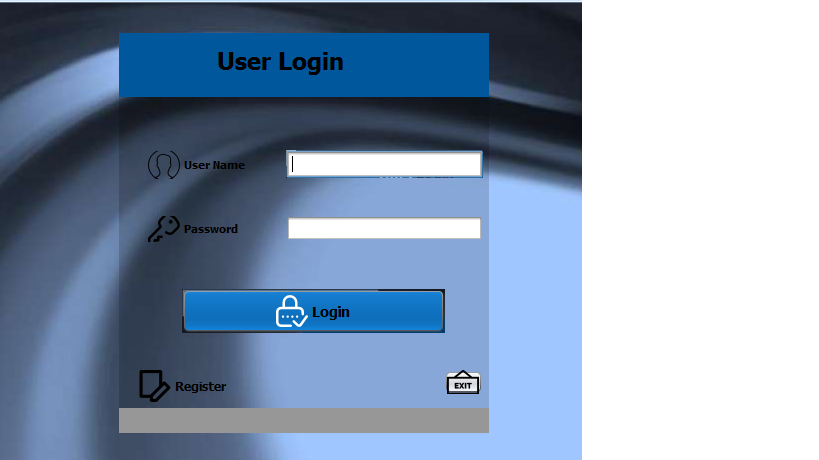 User Login
User Name
Password
Login
Register
EXIT